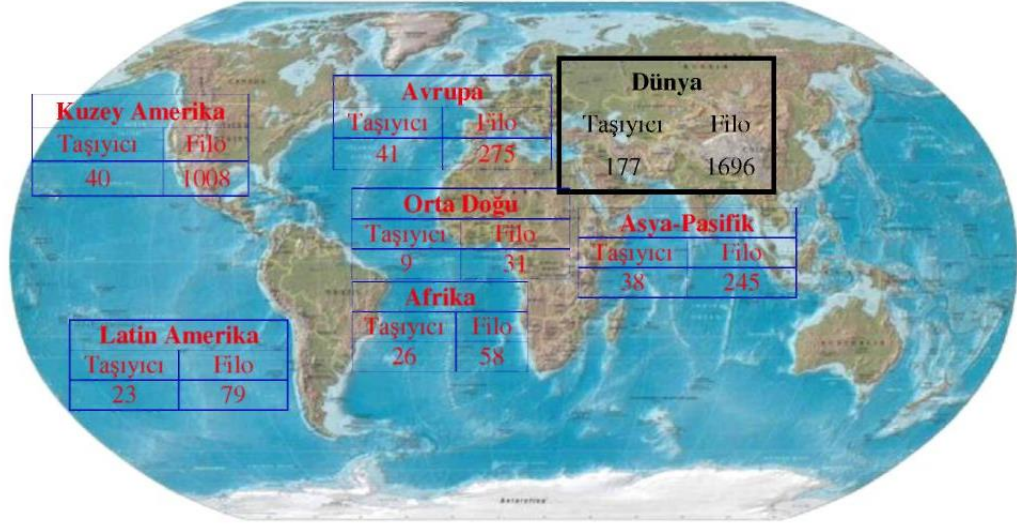 Kuzey Amerika
Taşıyıcı Filo
40 1008
Avrupa
Taşıyıcı Filo
41 275
Dünya
Taşıyıcı Filo
177 1696
Orta Doğu
Taşıyıcı Filo
9 31
Asya-Pasifik
Taşıyıcı Filo
38 245
Afrika
Taşıyıcı Filo
26 58
Latin Amerika
Taşıyıcı Filo
23 79
Antarctica